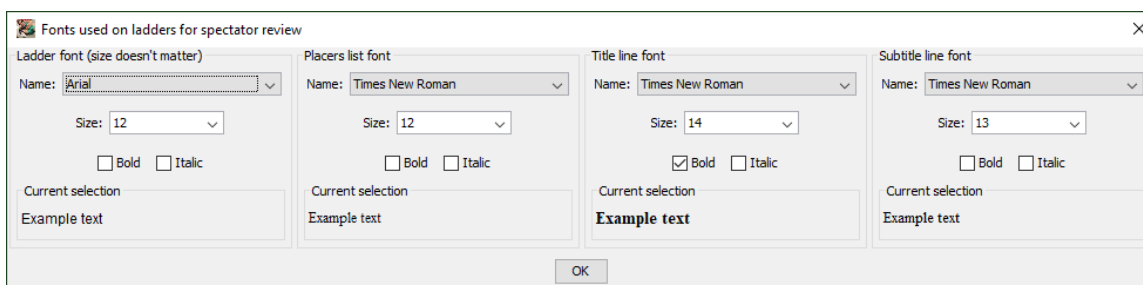 Fonts used on ladders for spectator review
Ladder font (size doesn't matter)
Name: Arial
Size: 12
Bold Italic
Current selection
Example text
Placers list font
Name: Times New Roman
Size: 12
Bold Italic
Current selection
Example text
Title line font
Name: Times New Roman
Size: 14
Bold Italic
Current selection
Example text
Subtitle line font
Name: Times New Roman
Size: 13
Bold Italic
Current selection
Example text
OK